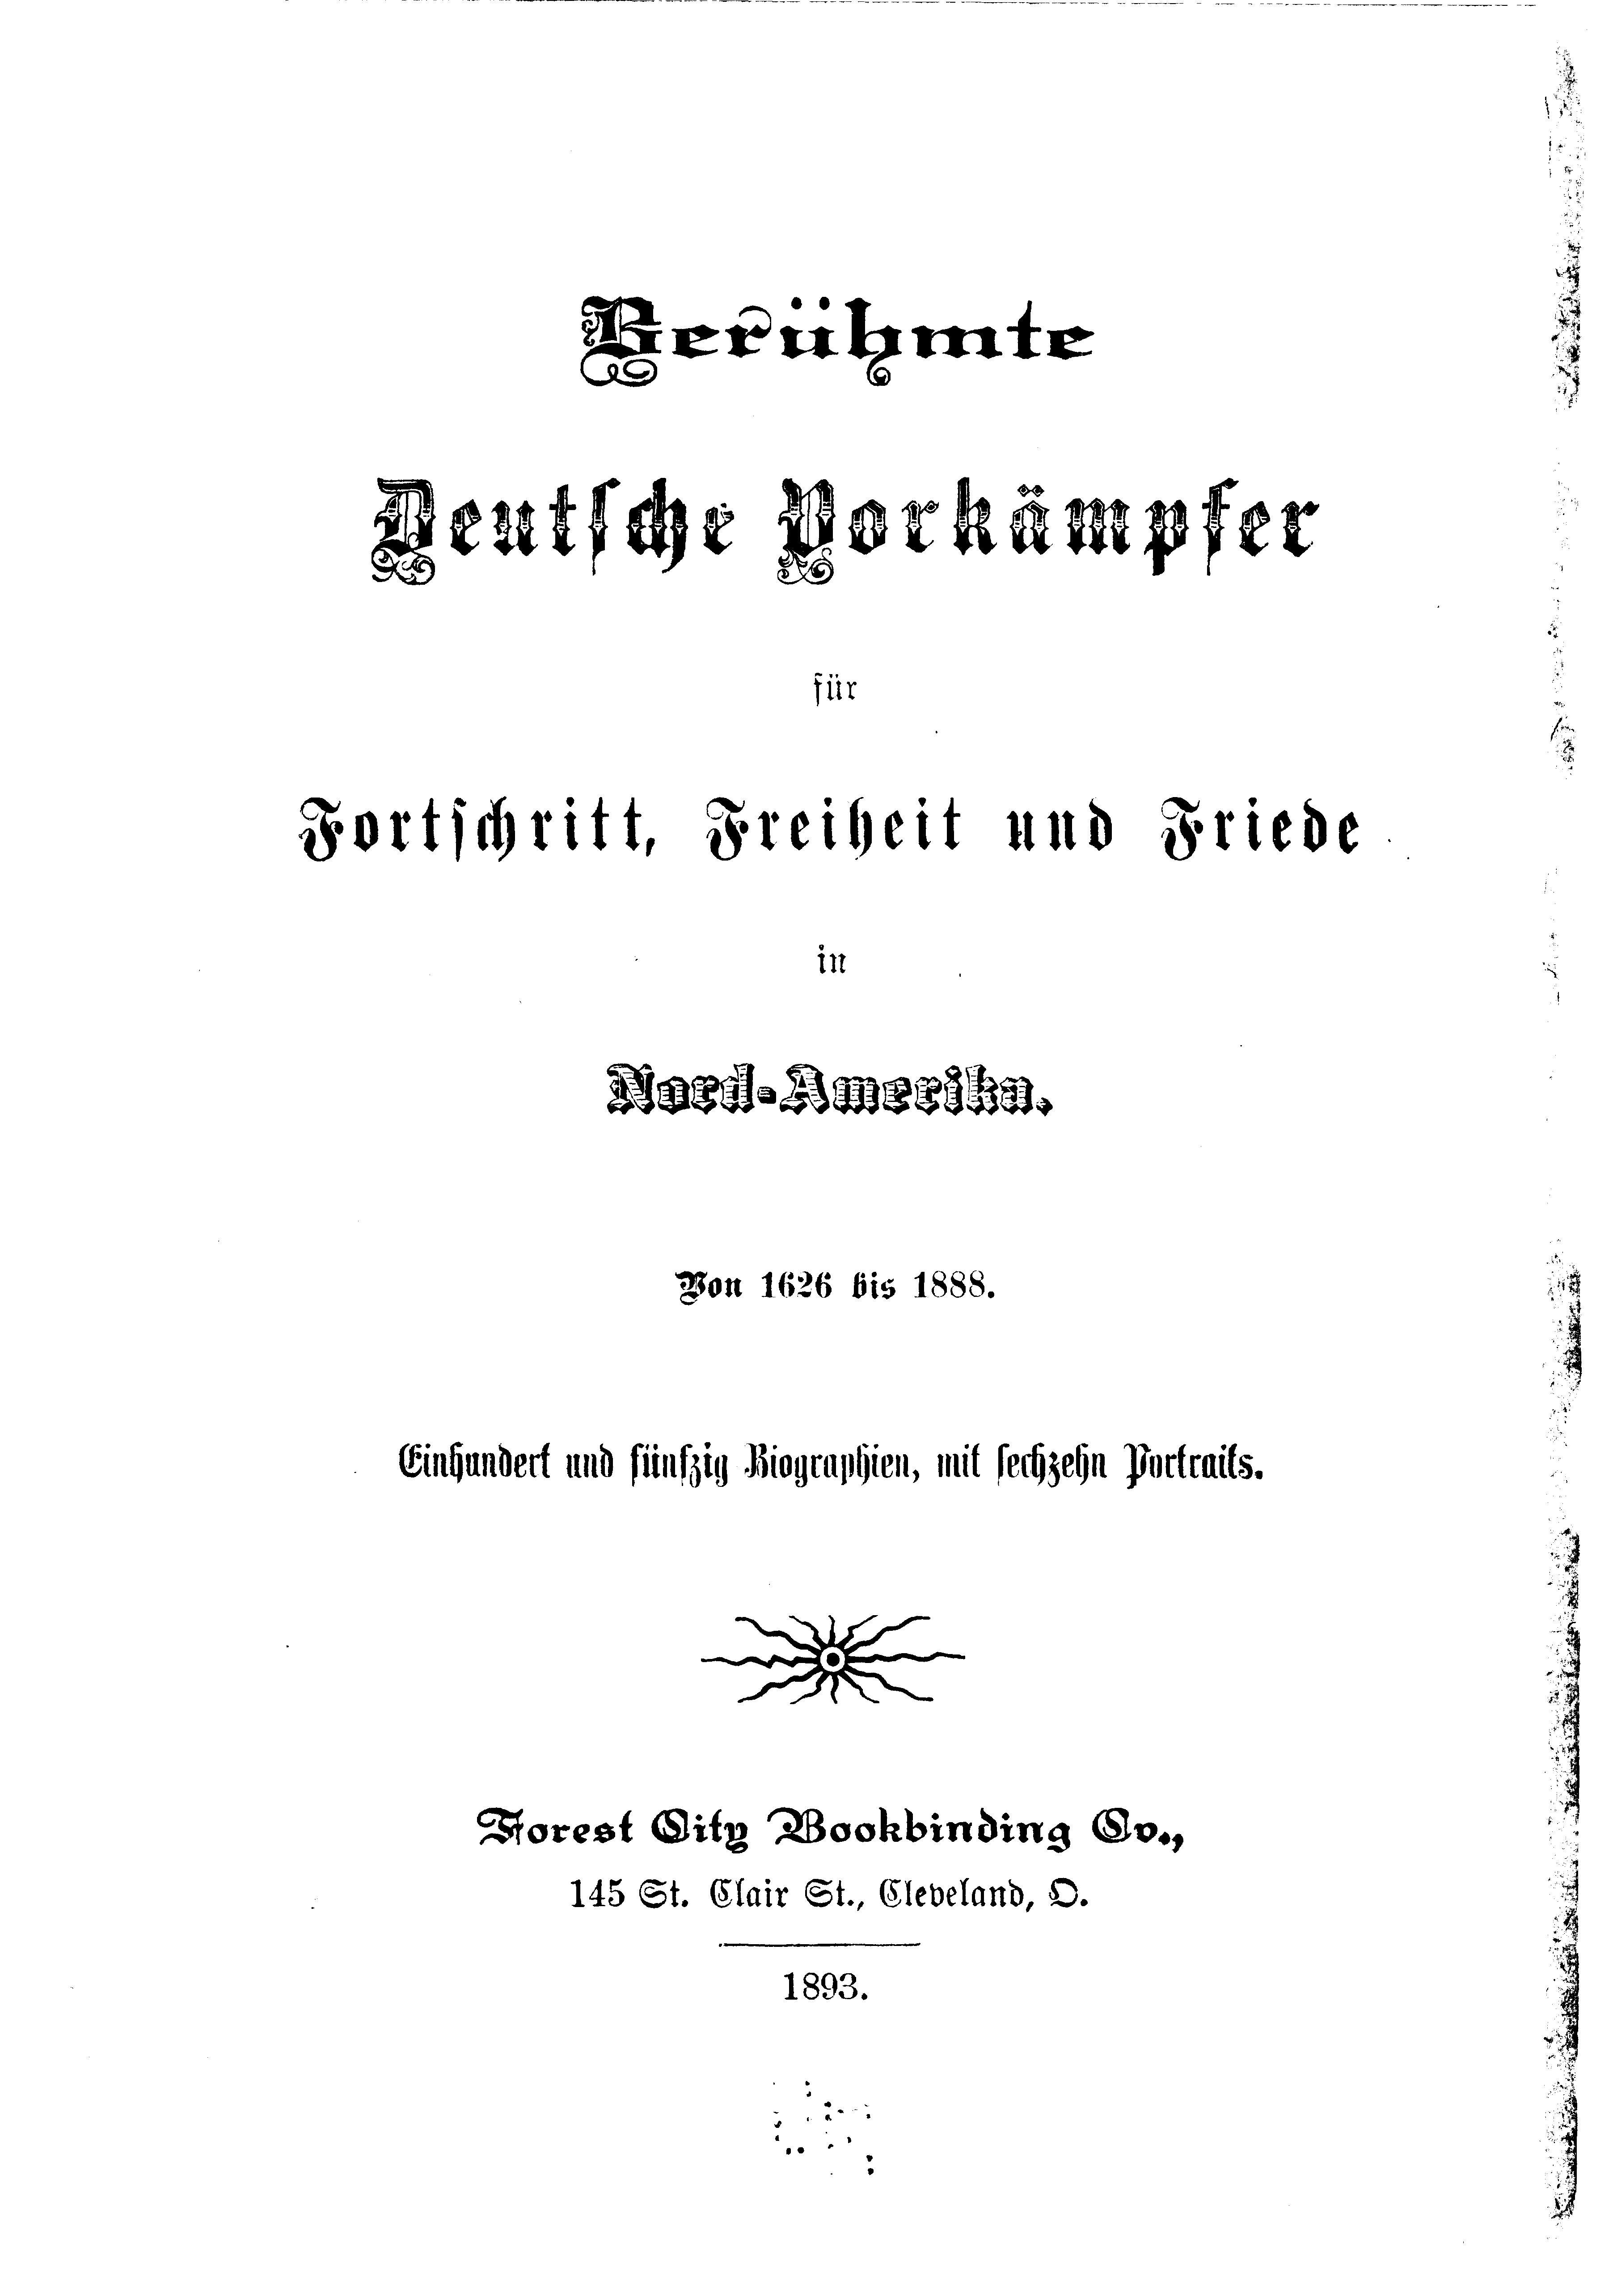 Berühmte
Deutſche Vorkämpfer
für
Fortſchritt, Freiheit und Friede
in
Nord-Amerika.
Von 1626 bis 1888.
Einhundert und fünfzig Biographien, mit ſechzehn Portraits.
Forest City Bookbinding Co.,
145 St. Clair St., Cleveland, O.
1893.